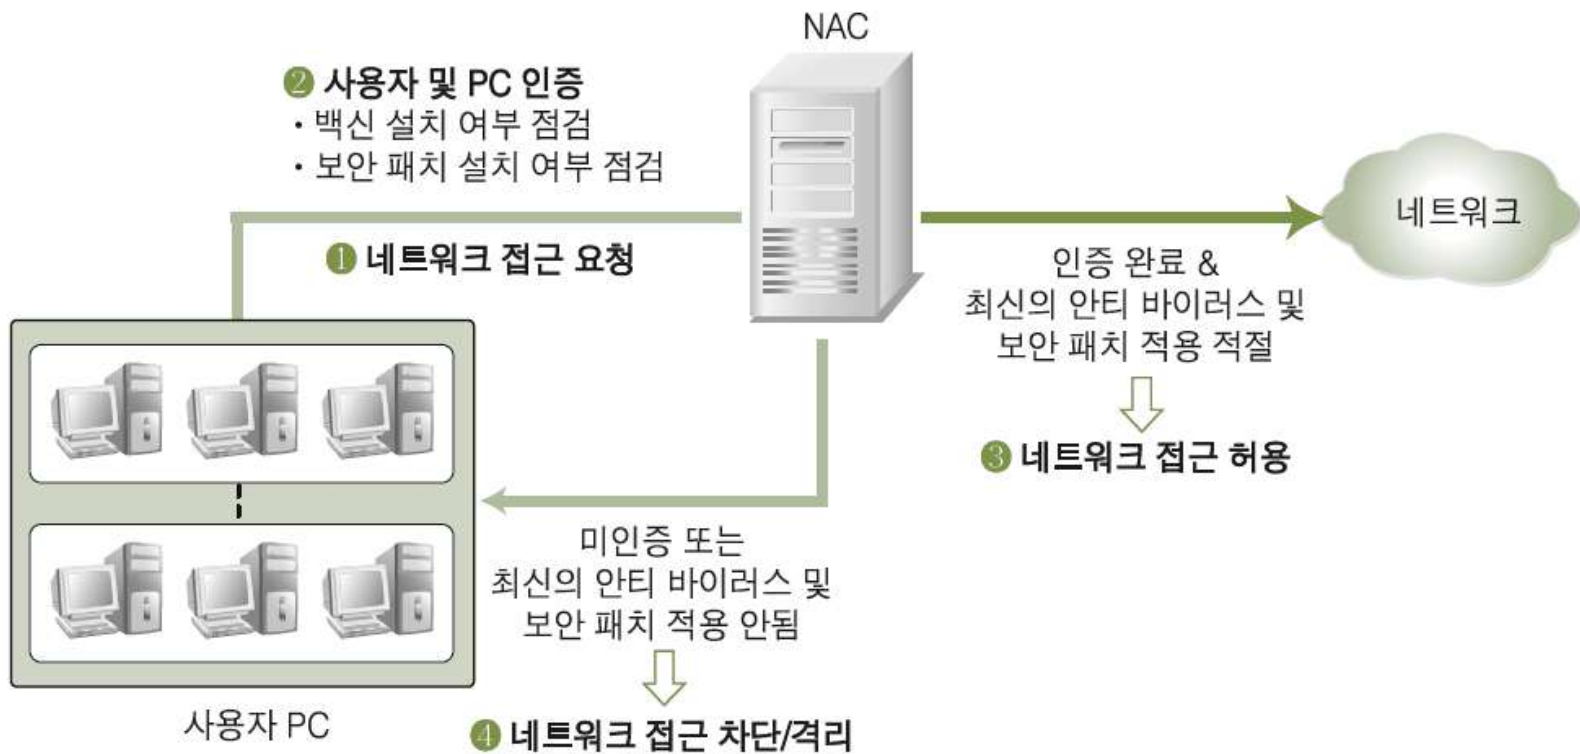 NAC
❷ 사용자 및 PC 인증
· 백신 설치 여부 점검
· 보안 패치 설치 여부 점검
❶ 네트워크 접근 요청
네트워크
인증 완료 &
최신의 안티 바이러스 및
보안 패치 적용 적절
❸ 네트워크 접근 허용
미인증 또는
최신의 안티 바이러스 및
보안 패치 적용 안됨
❹ 네트워크 접근 차단/격리
사용자 PC